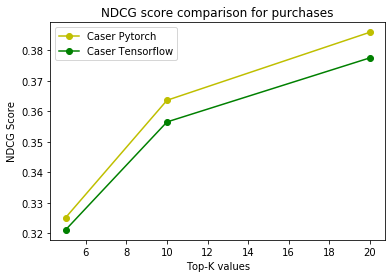 NDCG score comparison for purchases
Caser Pytorch
Caser Tensorflow
NDCG Score
0.38
0.37
0.36
0.35
0.34
0.33
0.32
6 8 10 12 14 16 18 20
Top-K values